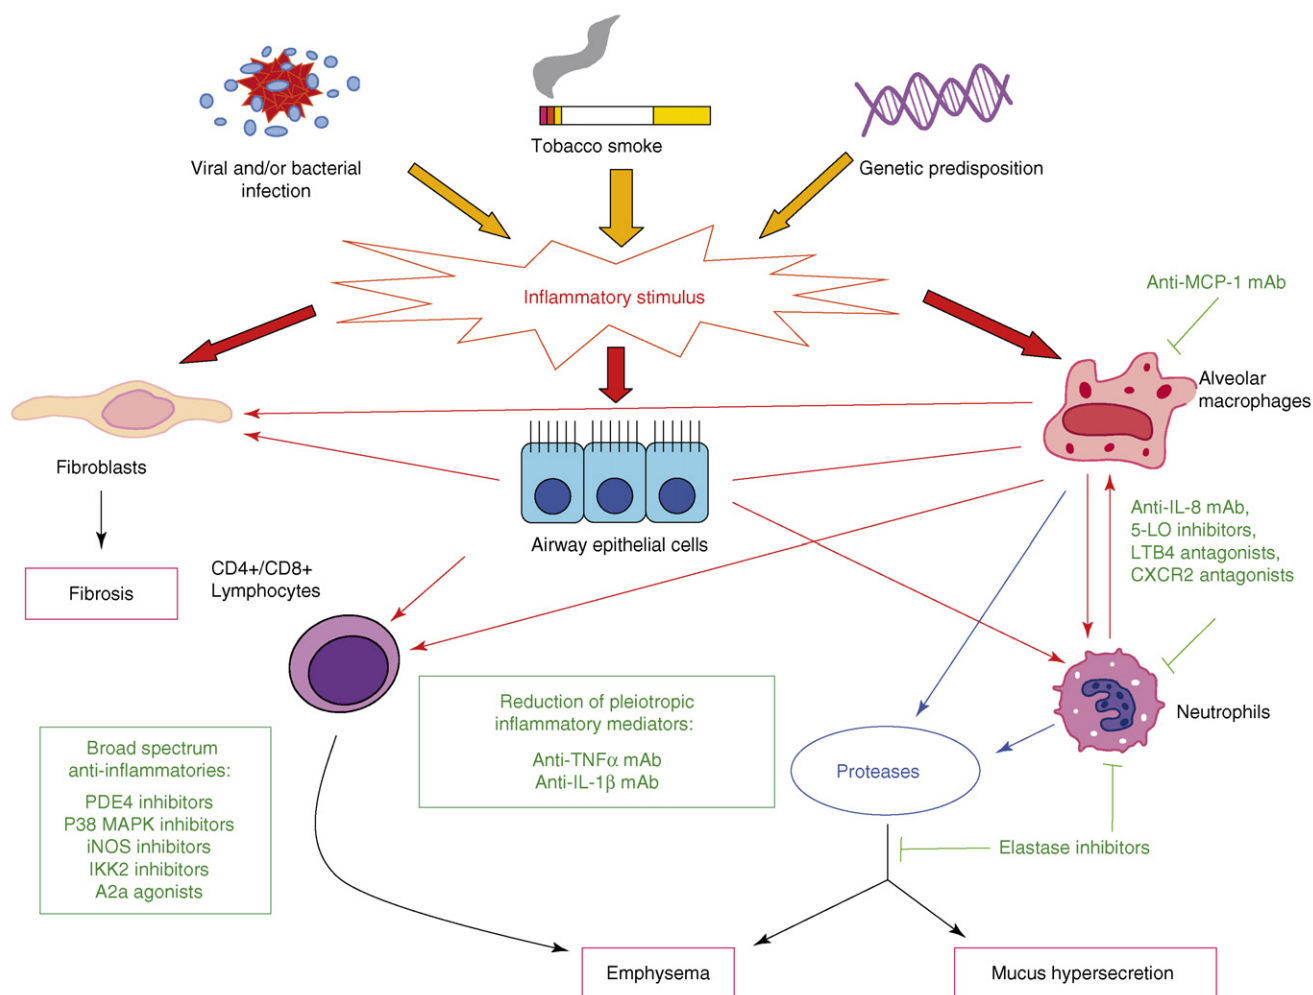 Viral and/or bacterial
infection
Tobacco smoke
Genetic predisposition
Inflammatory stimulus
Anti-MCP-1 mAb
Alveolar
macrophages
Fibroblasts
Airway epithelial cells
Anti-IL-8 mAb,
5-LO inhibitors,
LTB4 antagonists,
CXCR2 antagonists
Fibrosis
CD4+/CD8+
Lymphocytes
Reduction of pleiotropic
inflammatory mediators:
Anti-TNFα mAb
Anti-IL-1β mAb
Neutrophils
Broad spectrum
anti-inflammatories:
PDE4 inhibitors
P38 MAPK inhibitors
iNOS inhibitors
IKK2 inhibitors
A2a agonists
Proteases
Elastase inhibitors
Emphysema
Mucus hypersecretion